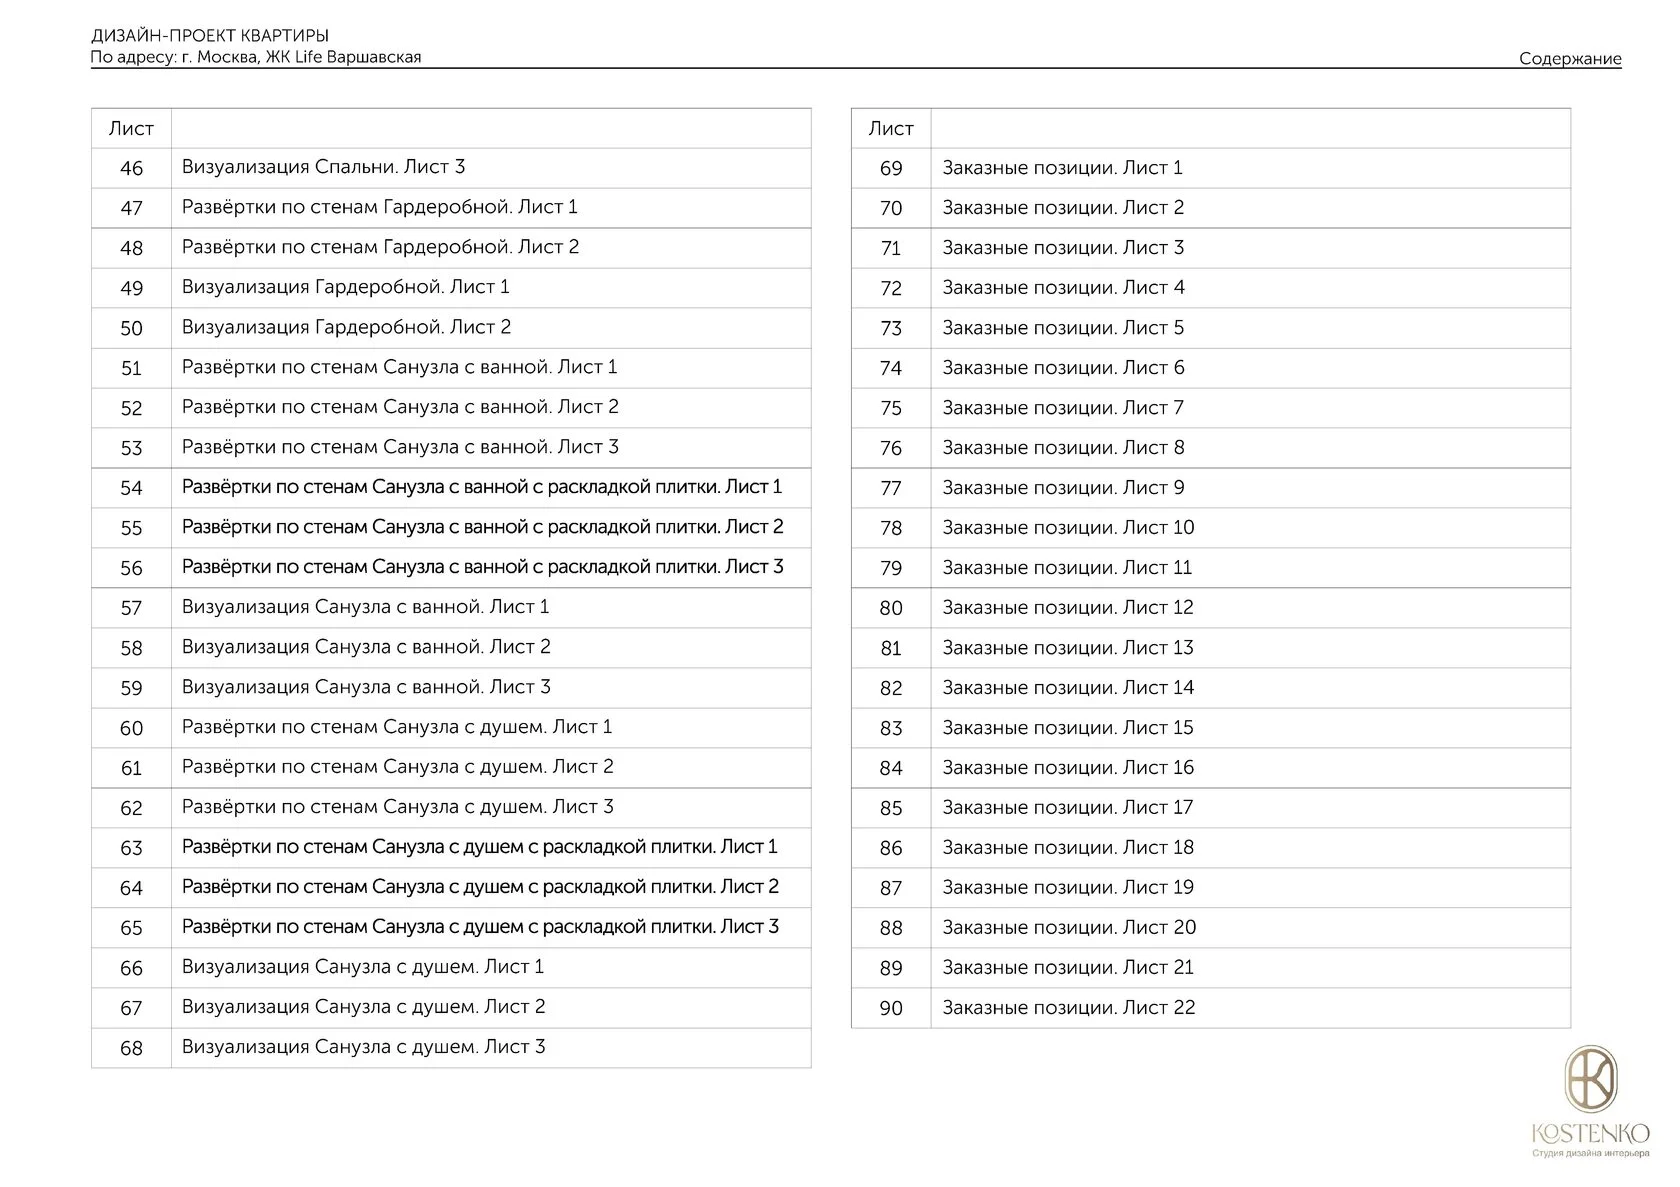 ДИЗАЙН-ПРОЕКТ КВАРТИРЫ
По адресу: г. Москва, ЖК Life Варшавская
Содержание
Лист
46 Визуализация Спальни. Лист 3
47 Развёртки по стенам Гардеробной. Лист 1
48 Развёртки по стенам Гардеробной. Лист 2
49 Визуализация Гардеробной. Лист 1
50 Визуализация Гардеробной. Лист 2
51 Развёртки по стенам Санузла с ванной. Лист 1
52 Развёртки по стенам Санузла с ванной. Лист 2
53 Развёртки по стенам Санузла с ванной. Лист 3
54 Развёртки по стенам Санузла с ванной с раскладкой плитки. Лист 1
55 Развёртки по стенам Санузла с ванной с раскладкой плитки. Лист 2
56 Развёртки по стенам Санузла с ванной с раскладкой плитки. Лист 3
57 Визуализация Санузла с ванной. Лист 1
58 Визуализация Санузла с ванной. Лист 2
59 Визуализация Санузла с ванной. Лист 3
60 Развёртки по стенам Санузла с душем. Лист 1
61 Развёртки по стенам Санузла с душем. Лист 2
62 Развёртки по стенам Санузла с душем. Лист 3
63 Развёртки по стенам Санузла с душем с раскладкой плитки. Лист 1
64 Развёртки по стенам Санузла с душем с раскладкой плитки. Лист 2
65 Развёртки по стенам Санузла с душем с раскладкой плитки. Лист 3
66 Визуализация Санузла с душем. Лист 1
67 Визуализация Санузла с душем. Лист 2
68 Визуализация Санузла с душем. Лист 3
Лист
69 Заказные позиции. Лист 1
70 Заказные позиции. Лист 2
71 Заказные позиции. Лист 3
72 Заказные позиции. Лист 4
73 Заказные позиции. Лист 5
74 Заказные позиции. Лист 6
75 Заказные позиции. Лист 7
76 Заказные позиции. Лист 8
77 Заказные позиции. Лист 9
78 Заказные позиции. Лист 10
79 Заказные позиции. Лист 11
80 Заказные позиции. Лист 12
81 Заказные позиции. Лист 13
82 Заказные позиции. Лист 14
83 Заказные позиции. Лист 15
84 Заказные позиции. Лист 16
85 Заказные позиции. Лист 17
86 Заказные позиции. Лист 18
87 Заказные позиции. Лист 19
88 Заказные позиции. Лист 20
89 Заказные позиции. Лист 21
90 Заказные позиции. Лист 22
KOSTENKO
Студия дизайна интерьера